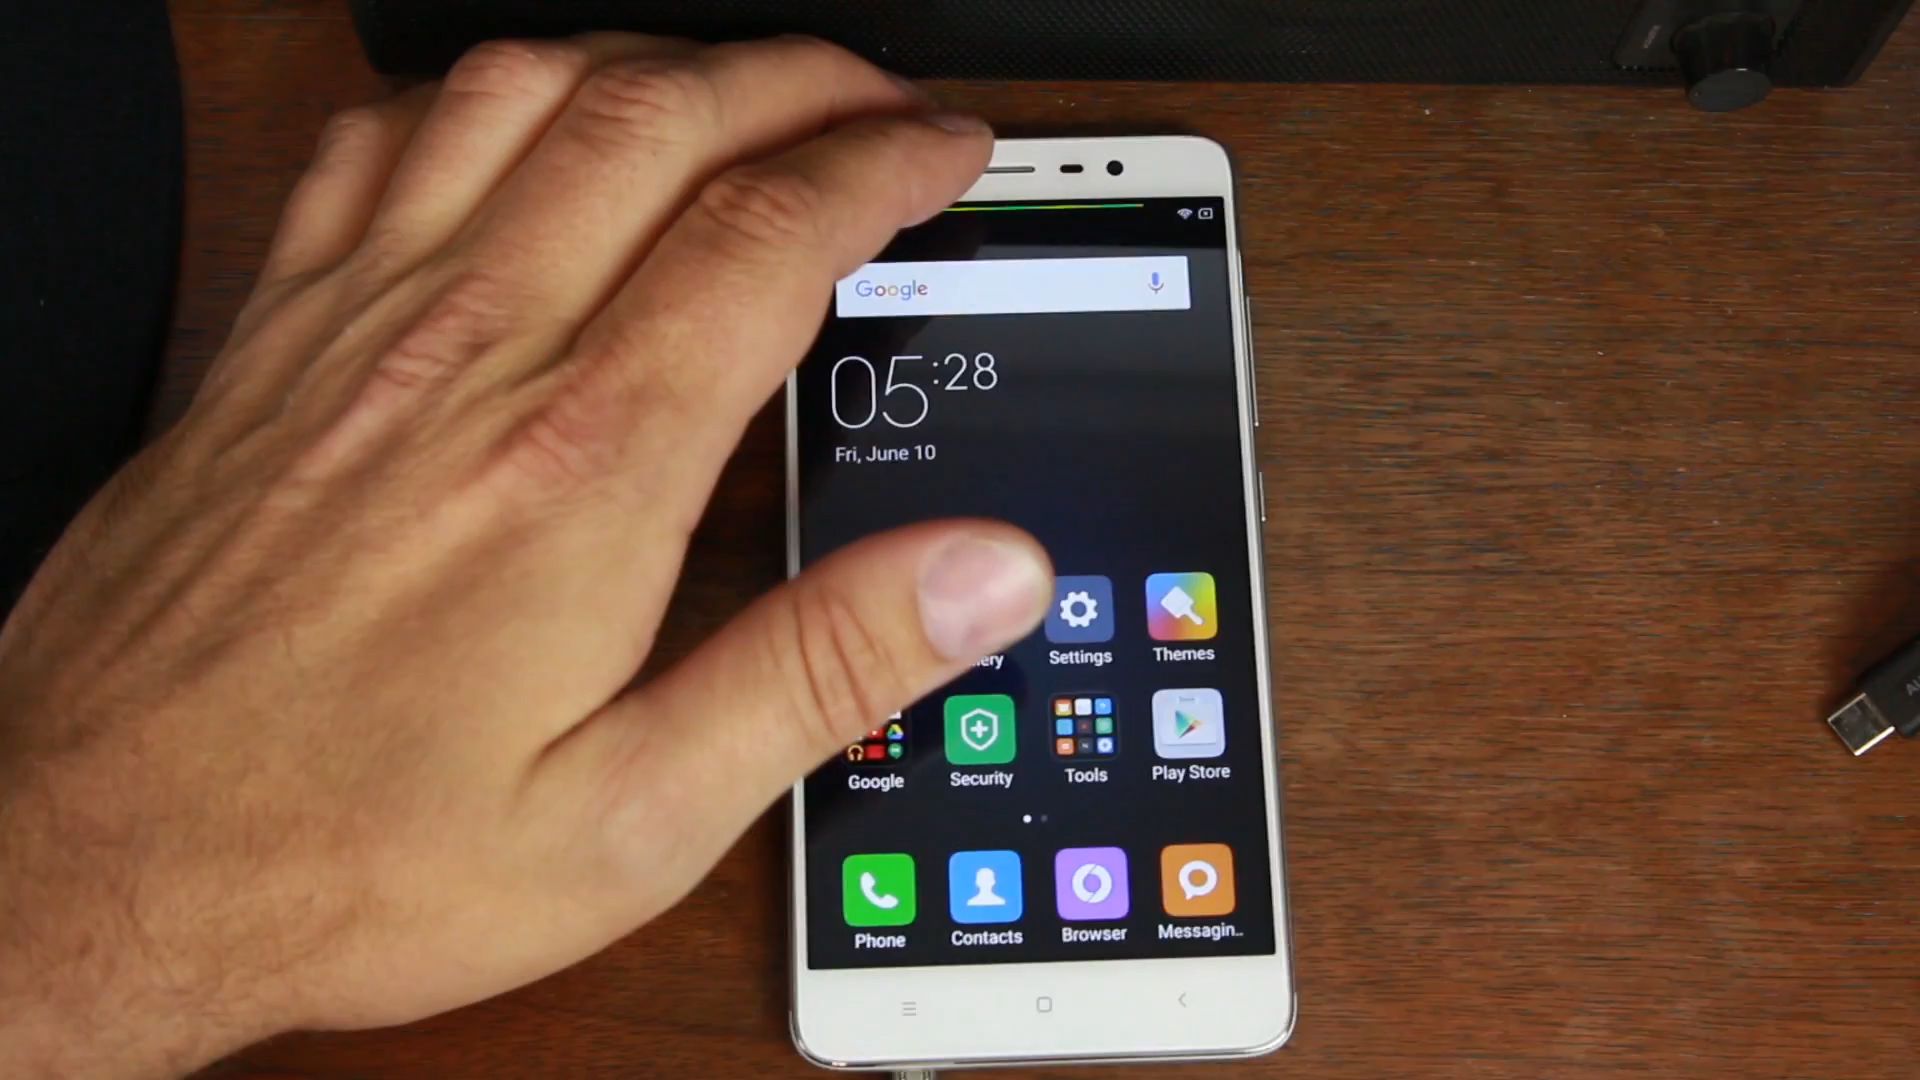 Google
05:28
Fri, June 10
Settings
Themes
Google
Security
Tools
Play Store
Phone
Contacts
Browser
Messagin..